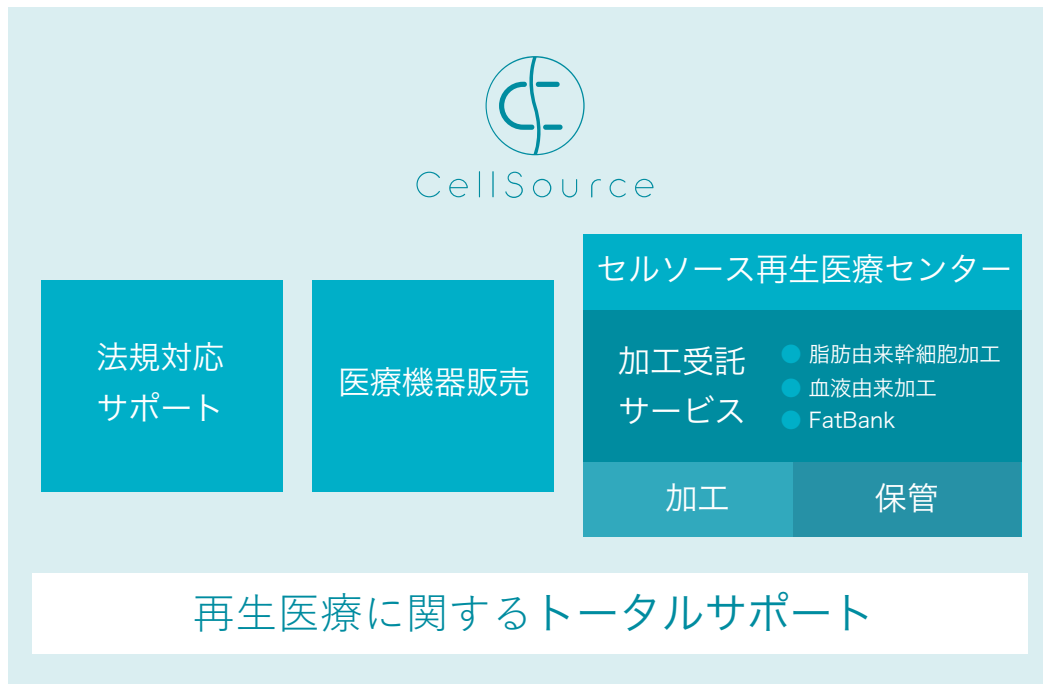 CellSource
法規対応
サポート
医療機器販売
セルソース再生医療センター
加工受託
サービス
脂肪由来幹細胞加工
血液由来加工
FatBank
加工
保管
再生医療に関するトータルサポート